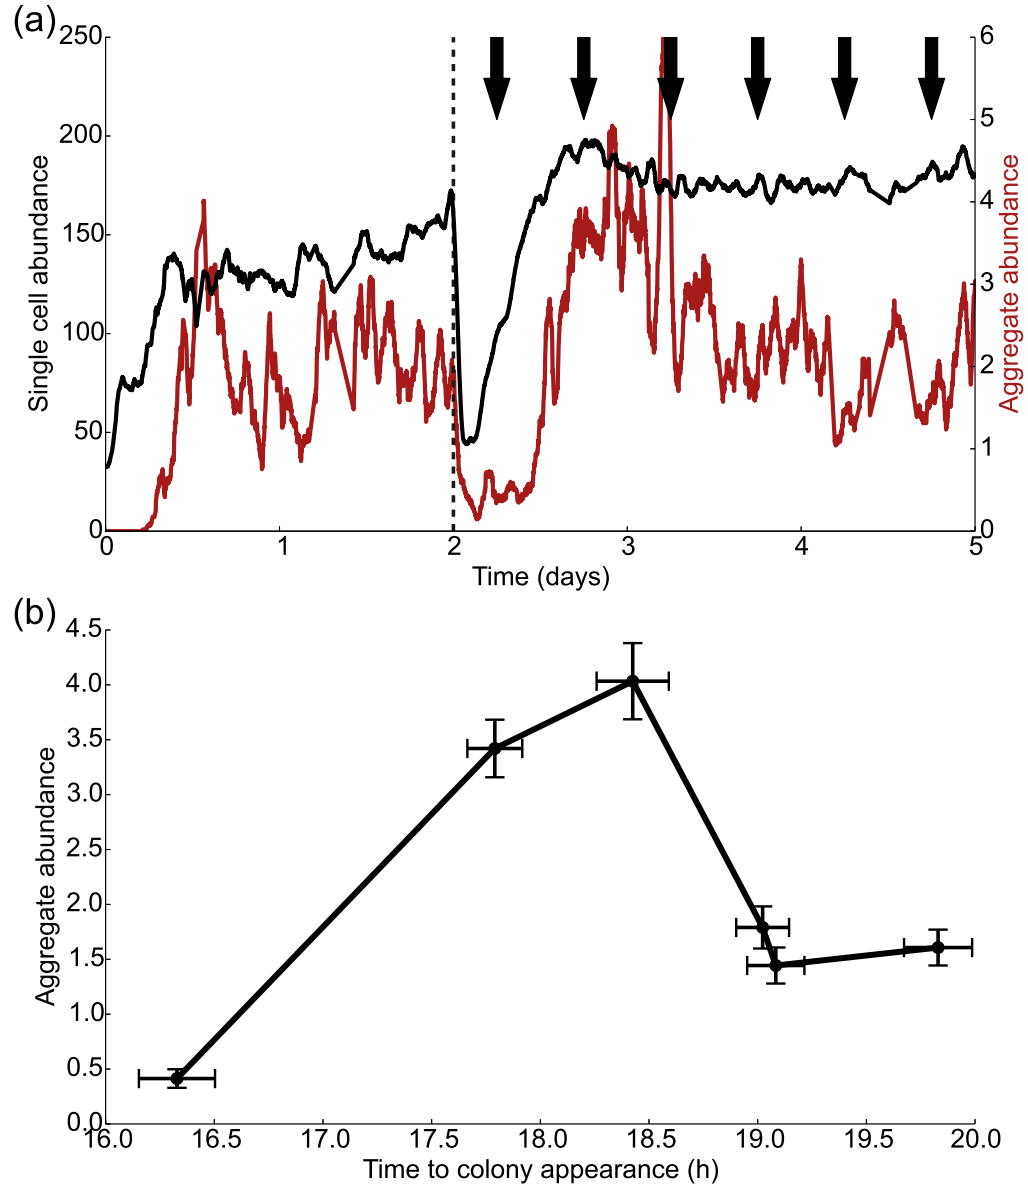 (a)
250
200
150
100
50
0
Single cell abundance
6
5
4
3
2
1
0
Aggregate abundance
0 1 2 3 4 5
Time (days)
(b)
4.5
4.0
3.5
3.0
2.5
2.0
1.5
1.0
0.5
0.0
Aggregate abundance
16.0 16.5 17.0 17.5 18.0 18.5 19.0 19.5 20.0
Time to colony appearance (h)